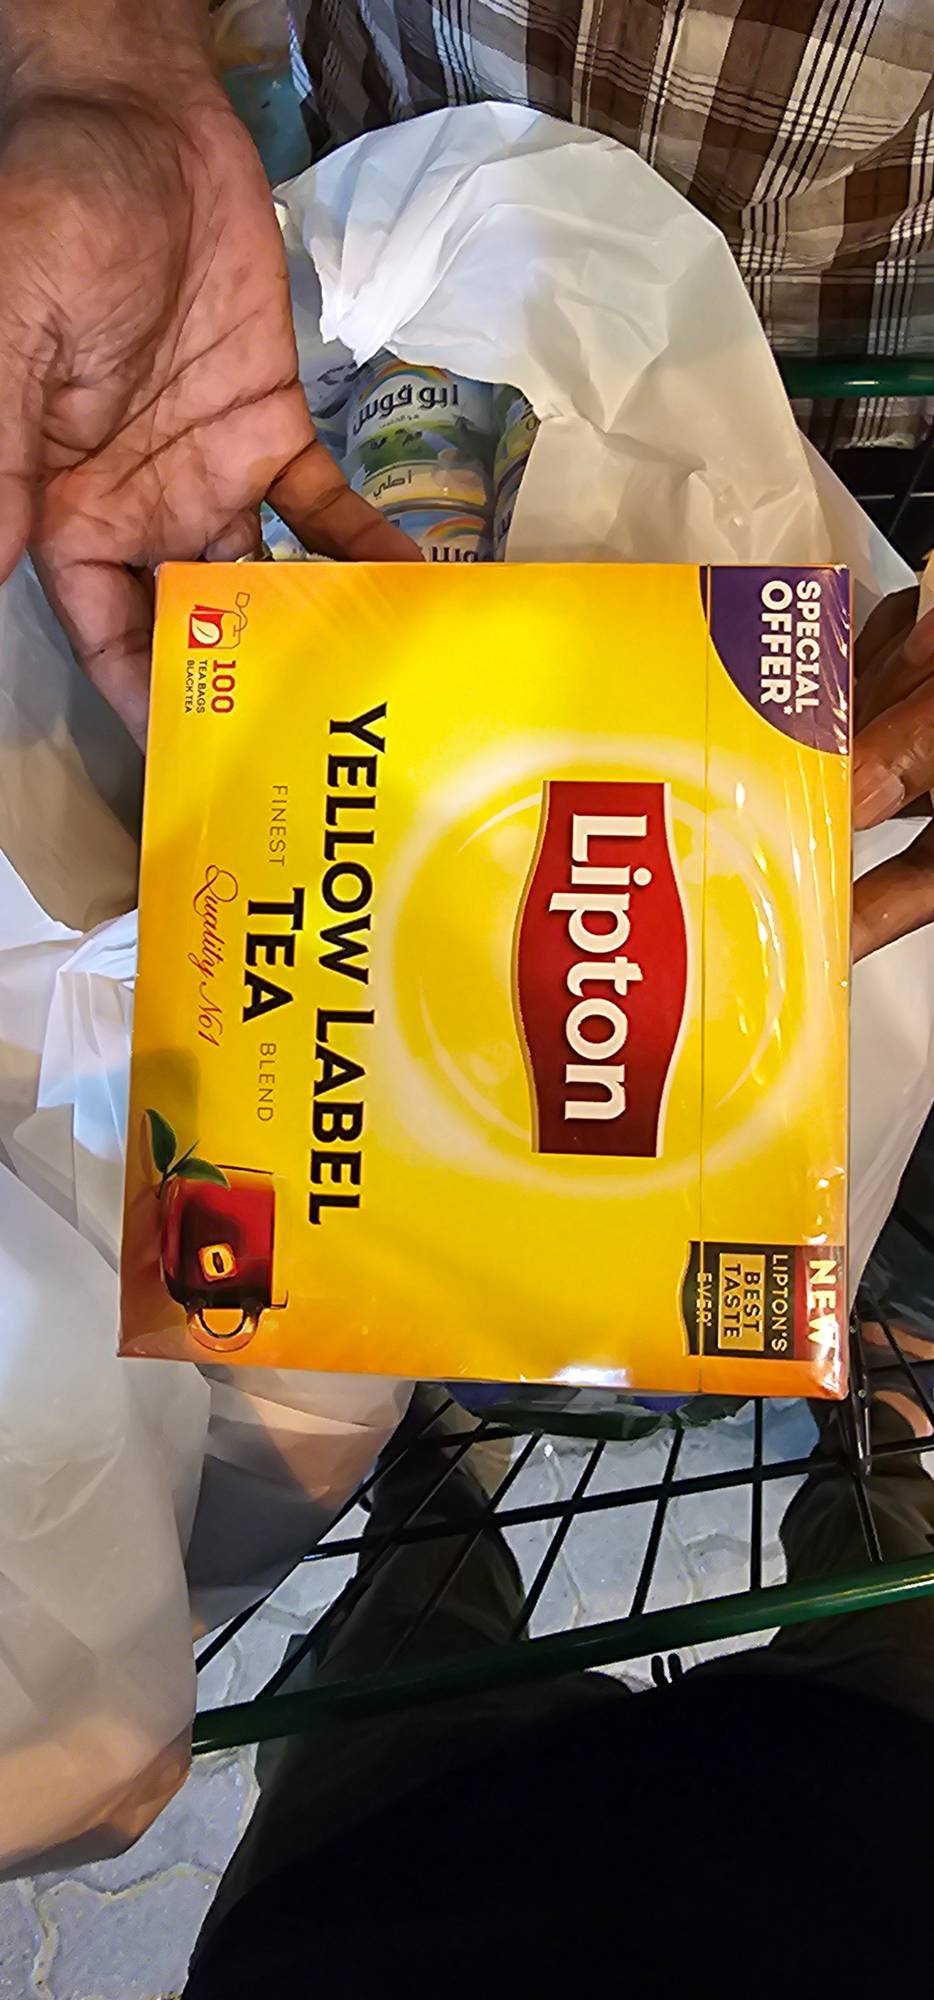 SPECIAL
OFFER*
NEW
LIPTON'S
BEST
TASTE
EVER*
Lipton
YELLOW LABEL
FINEST TEA BLEND
Quality No1
100
TEA BAGS
BLACK TEA
ابو قوس
أصلي